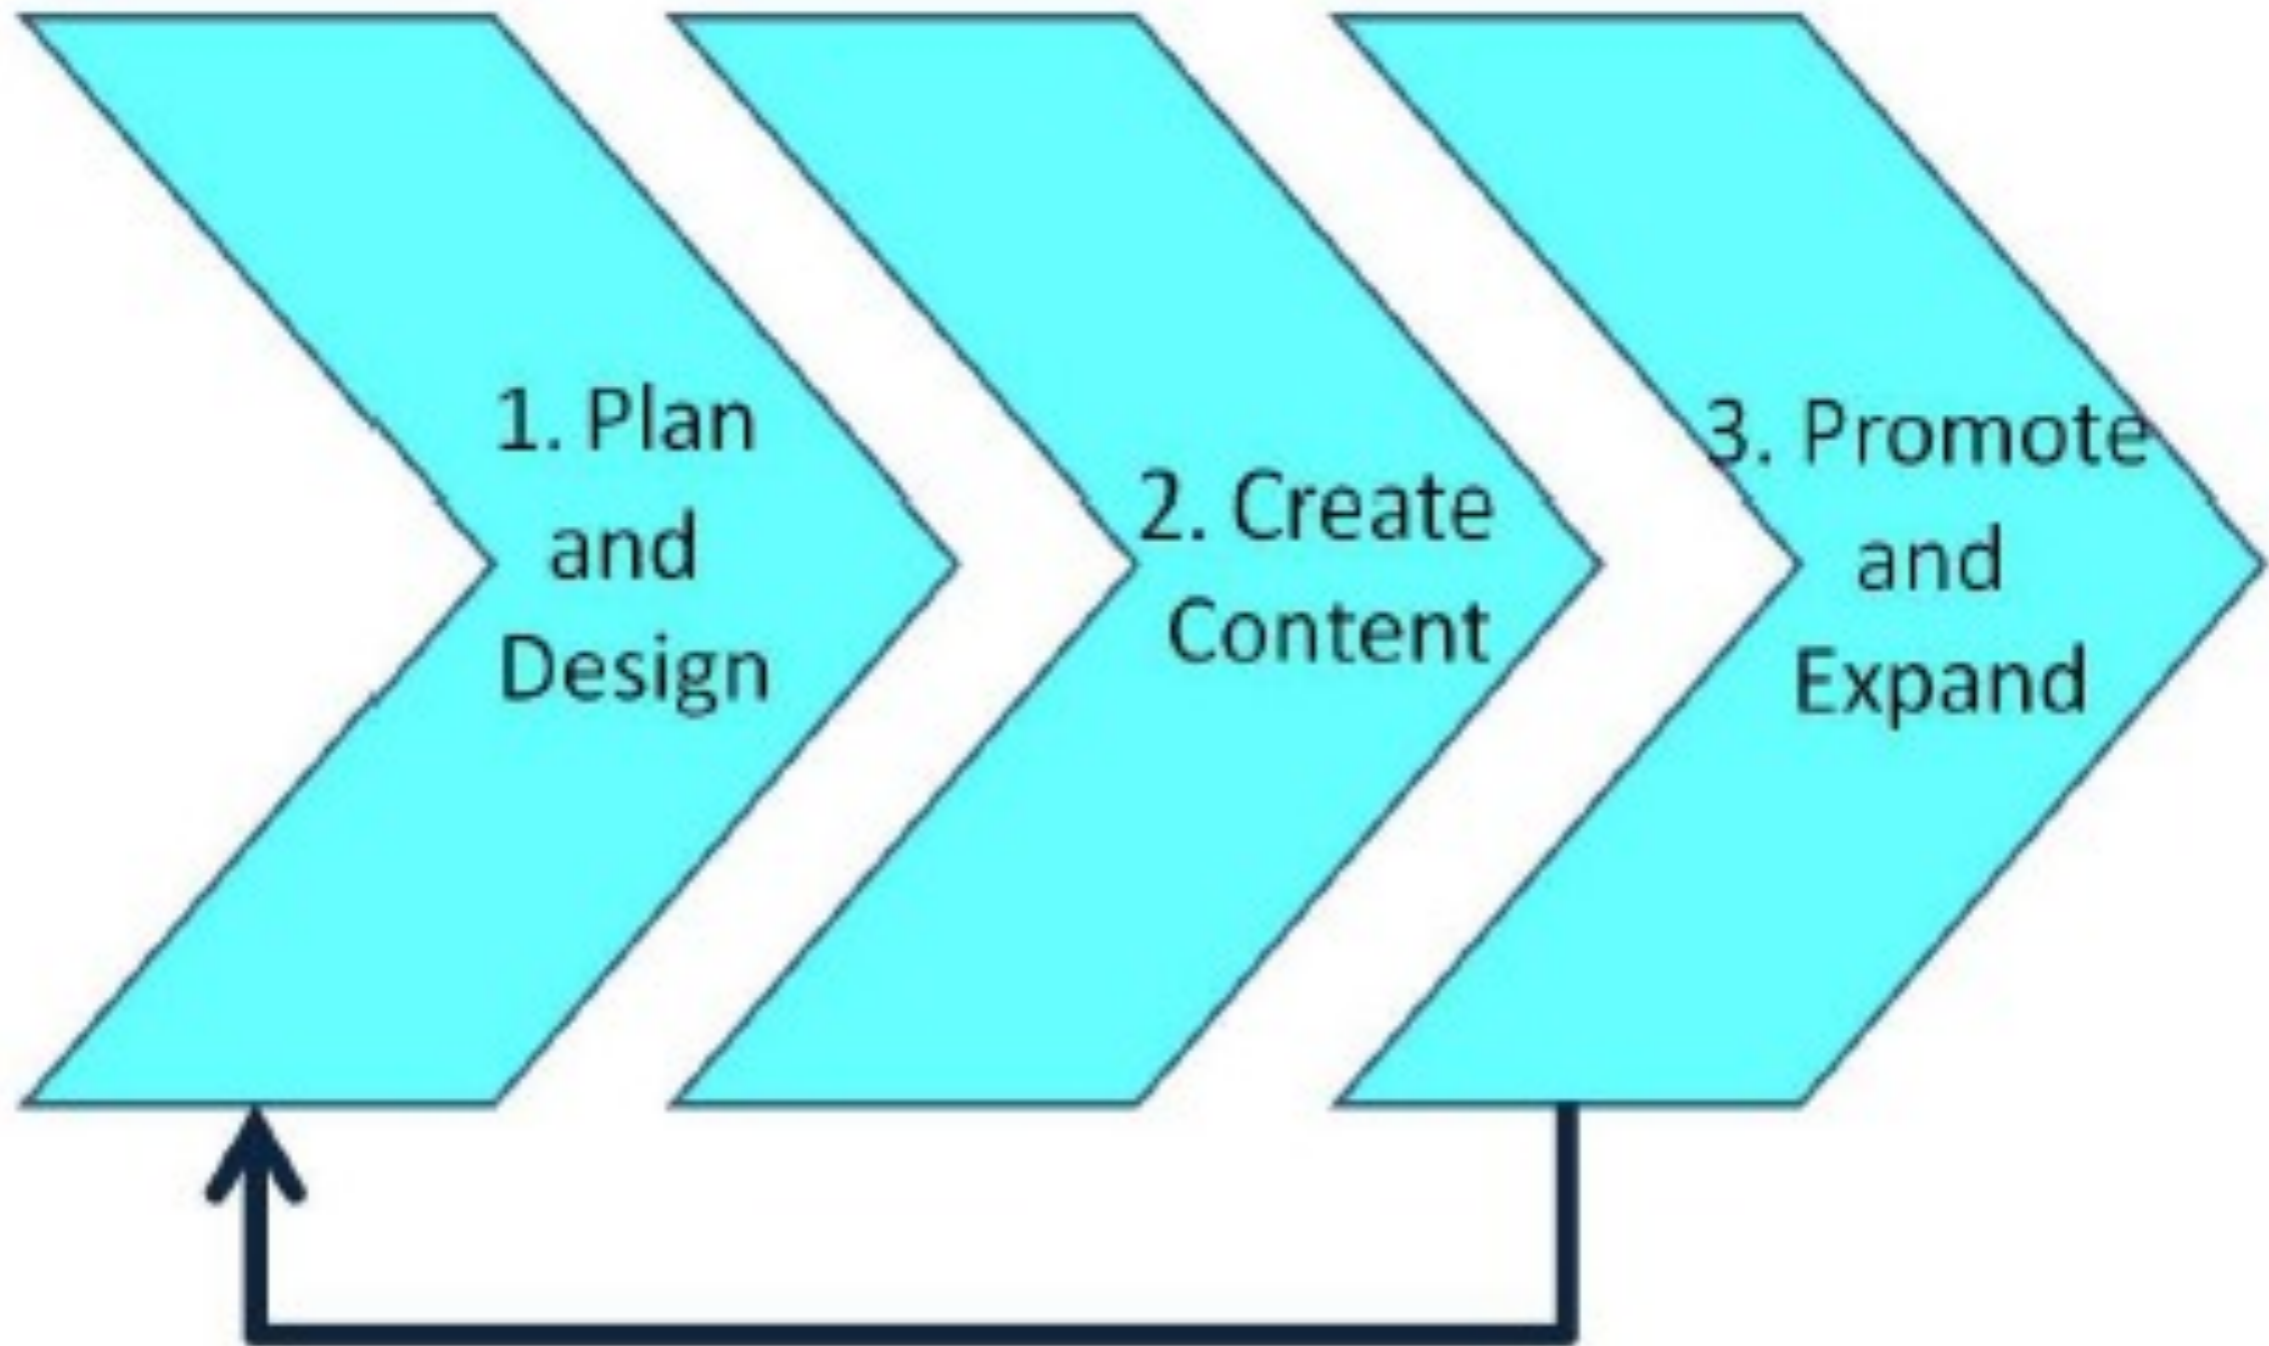 1. Plan
and
Design
2. Create
Content
3. Promote
and
Expand